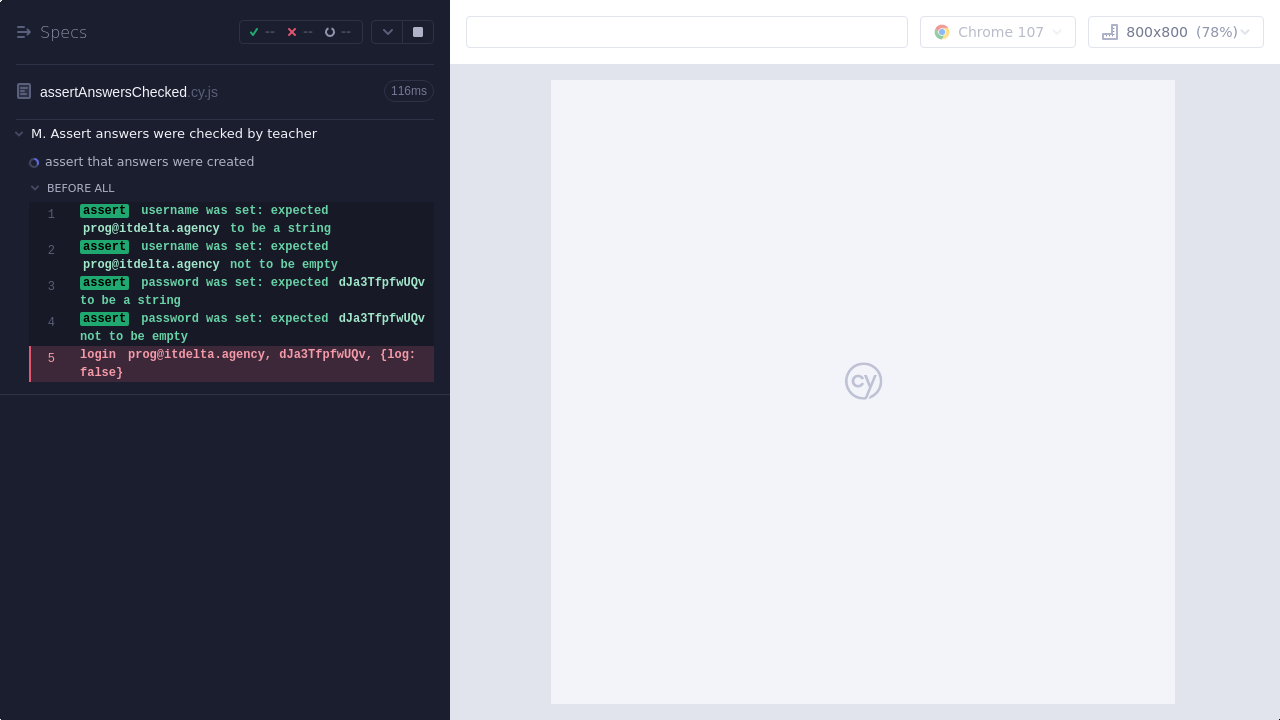 Specs
-- -- --
Chrome 107
800x800 (78%)
assertAnswersChecked.cy.js
116ms
M. Assert answers were checked by teacher
assert that answers were created
BEFORE ALL
1 assert username was set: expected
prog@itdelta.agency to be a string
2 assert username was set: expected
prog@itdelta.agency not to be empty
3 assert password was set: expected dJa3TfpfwUQv
to be a string
4 assert password was set: expected dJa3TfpfwUQv
not to be empty
5 login prog@itdelta.agency, dJa3TfpfwUQv, {log:
false}
cy